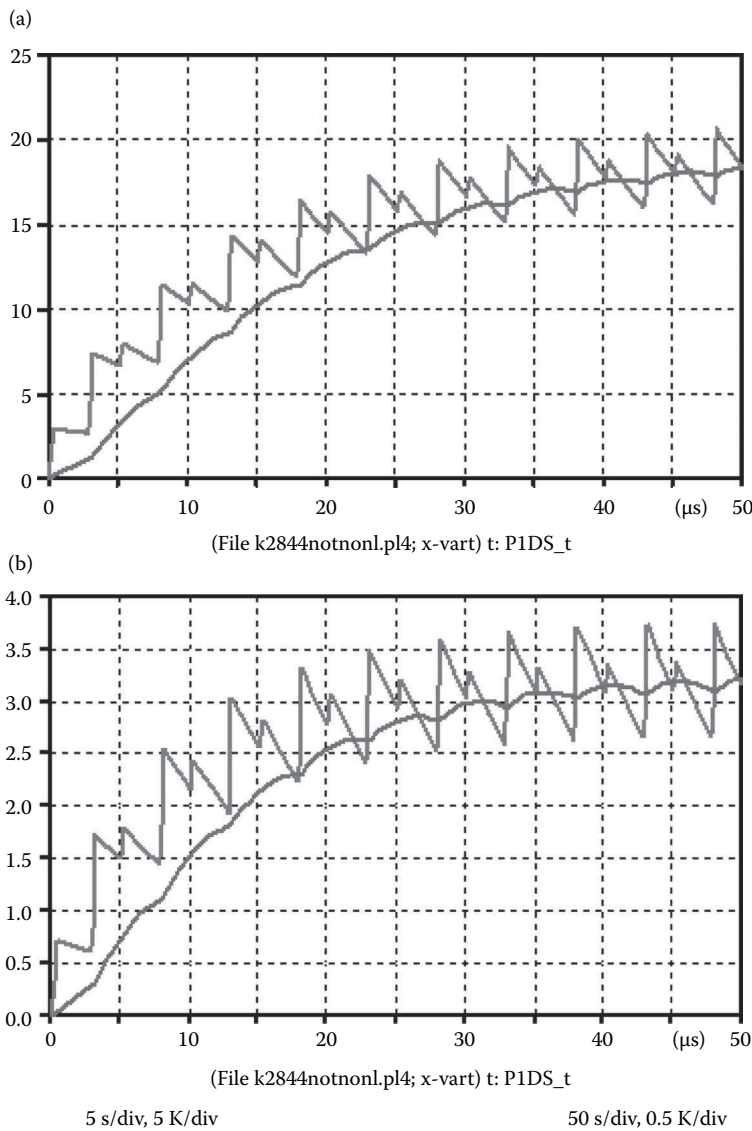 (a)
25
20
15
10
5
0
0 10 20 30 40 (μs) 50
(File k2844notnonl.pl4; x-vart) t: P1DS_t
(b)
4.0
3.5
3.0
2.5
2.0
1.5
1.0
0.5
0.0
0 10 20 30 40 (μs) 50
(File k2844notnonl.pl4; x-vart) t: P1DS_t
5 s/div, 5 K/div 50 s/div, 0.5 K/div